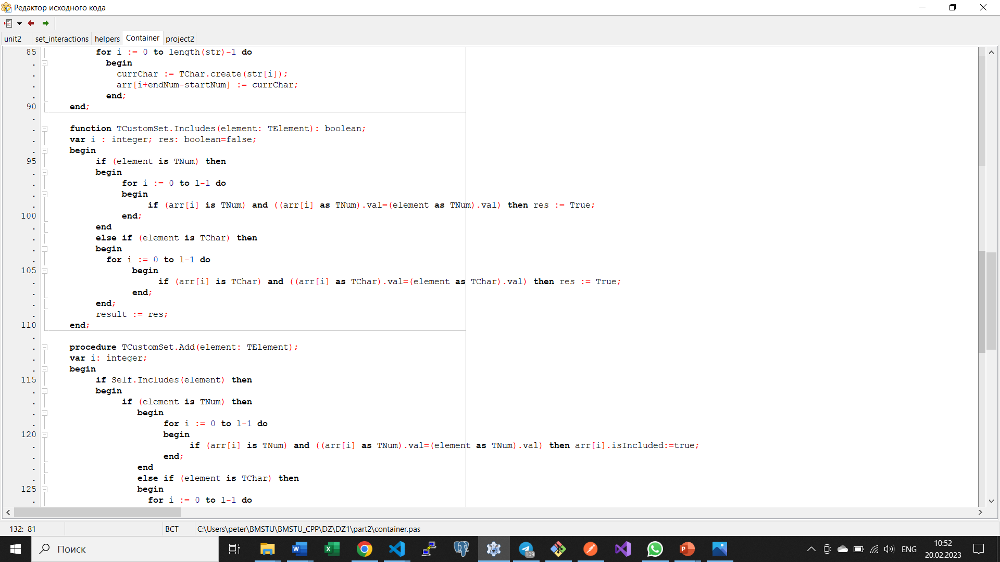 Редактор исходного кода
unit2 set_interactions helpers Container project2
85 for i := 0 to length(str)-1 do
. begin
. currChar := TChar.create(str[i]);
. arr[i+endNum-startNum] := currChar;
. end;
90 end;
.
. function TCustomSet.Includes(element: TElement): boolean;
. var i : integer; res: boolean=false;
. begin
95 if (element is TNum) then
. begin
. for i := 0 to l-1 do
. begin
. if (arr[i] is TNum) and ((arr[i] as TNum).val=(element as TNum).val) then res := True;
100 end;
. end
. else if (element is TChar) then
. begin
. for i := 0 to l-1 do
105 begin
. if (arr[i] is TChar) and ((arr[i] as TChar).val=(element as TChar).val) then res := True;
. end;
. end;
. result := res;
110 end;
.
. procedure TCustomSet.Add(element: TElement);
. var i: integer;
. begin
115 if Self.Includes(element) then
. begin
. if (element is TNum) then
. begin
. for i := 0 to l-1 do
120 begin
. if (arr[i] is TNum) and ((arr[i] as TNum).val=(element as TNum).val) then arr[i].isIncluded:=true;
. end;
. end
. else if (element is TChar) then
125 begin
. for i := 0 to l-1 do
132: 81 ВСТ C:\Users\peter\BMSTU\BMSTU_CPP\DZ\DZ1\part2\container.pas
Поиск 109 ENG 10:52
20.02.2023